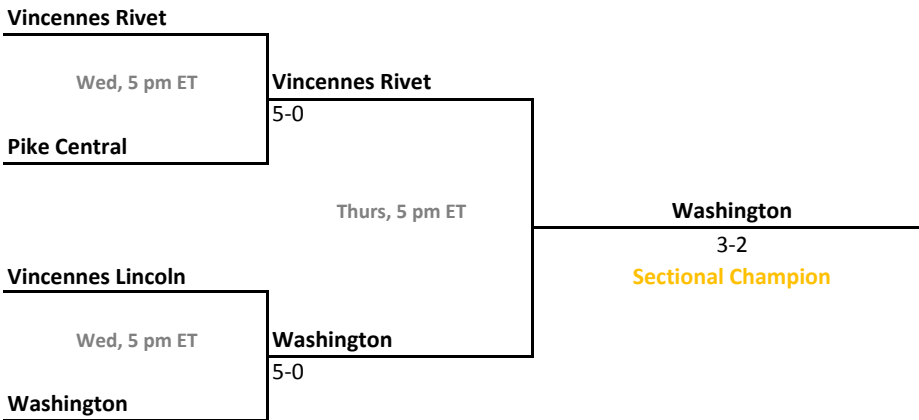 Vincennes Rivet
Wed, 5 pm ET
Vincennes Rivet
5-0
Pike Central
Thurs, 5 pm ET
Washington
3-2
Sectional Champion
Vincennes Lincoln
Wed, 5 pm ET
Washington
5-0
Washington